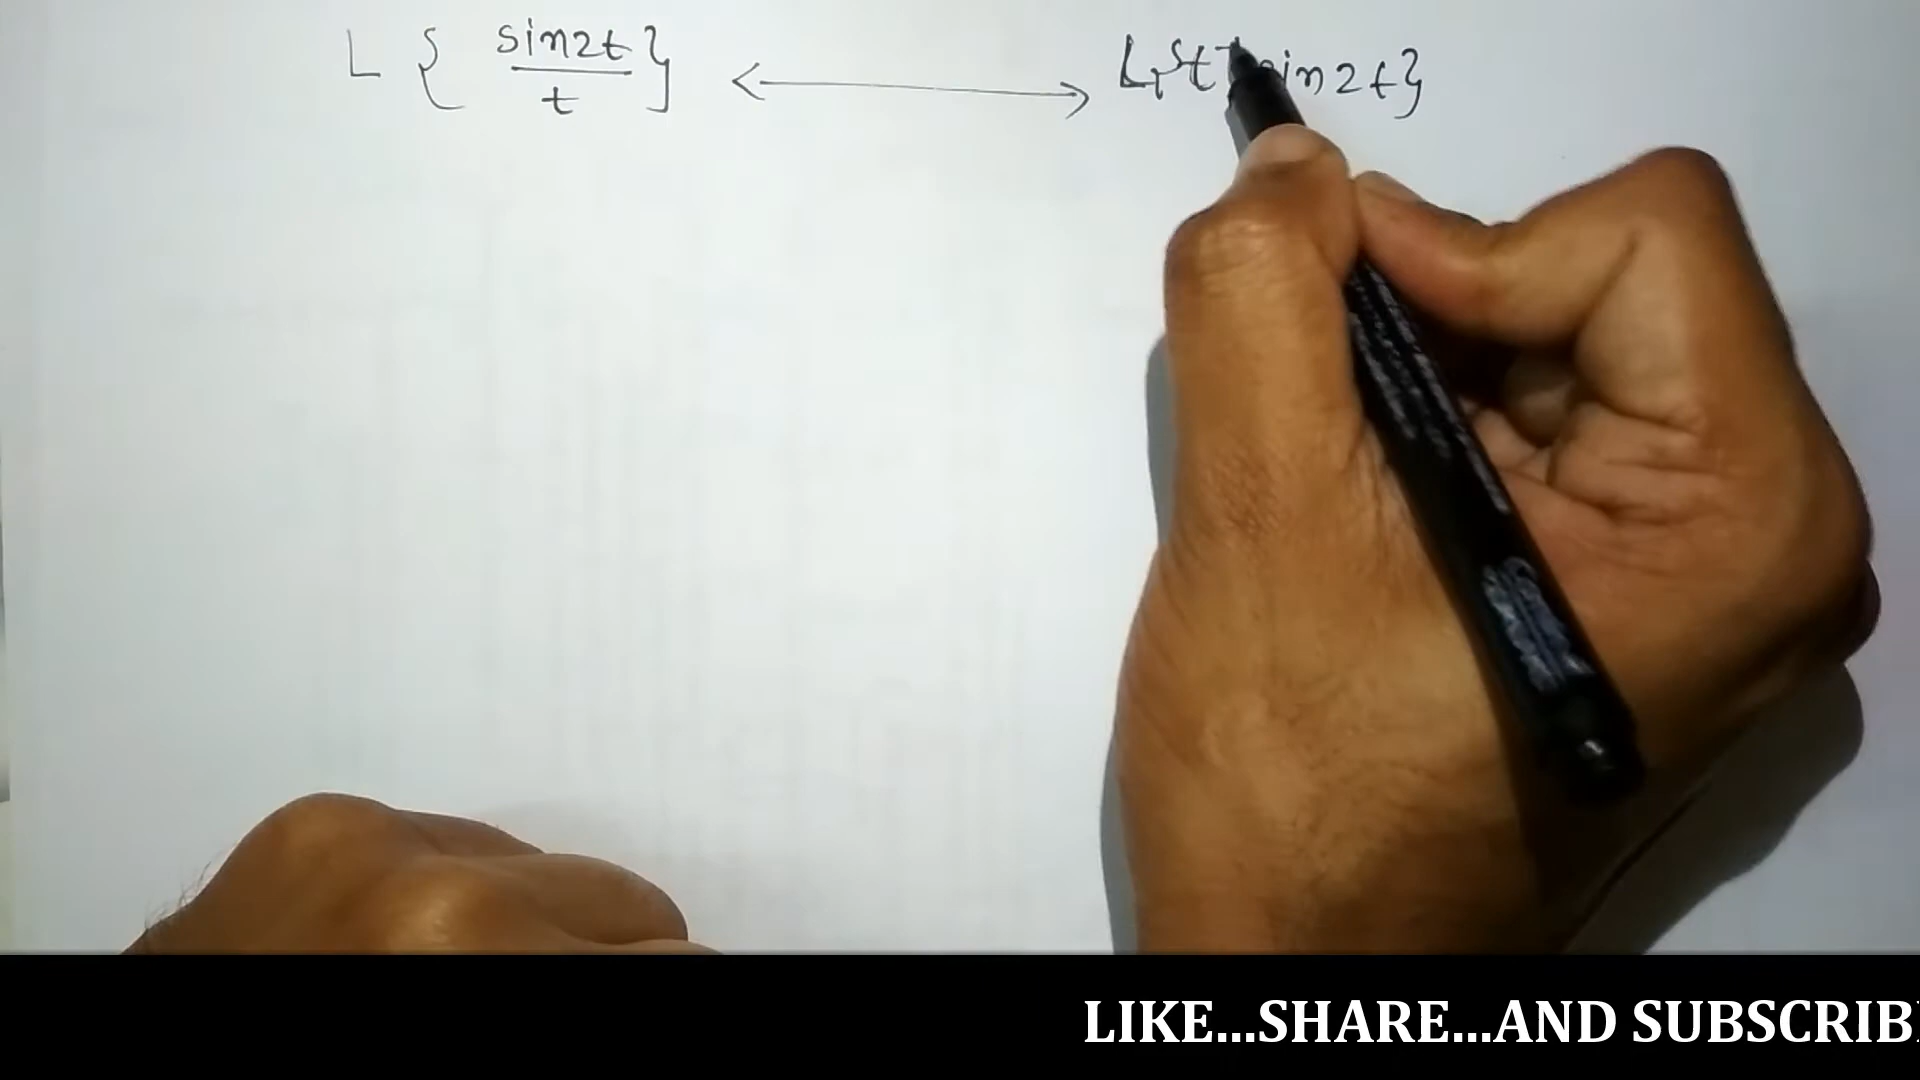 L { sin2t / t } ⟷ L{t sin2t}
LIKE...SHARE...AND SUBSCRIB